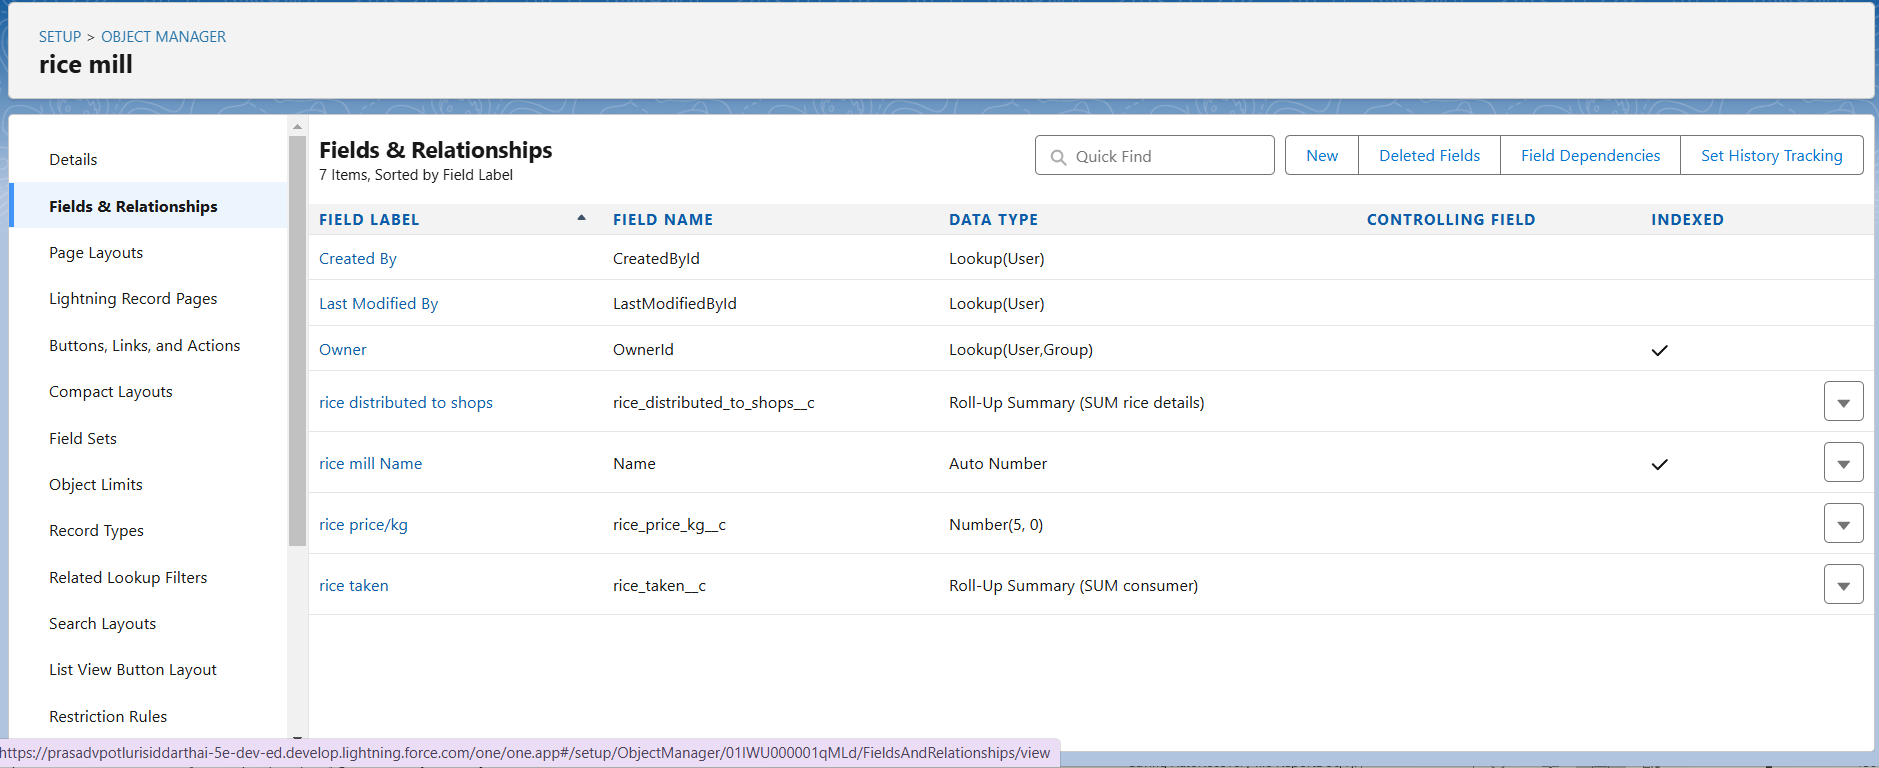 SETUP > OBJECT MANAGER
rice mill
Details
Fields & Relationships
Page Layouts
Lightning Record Pages
Buttons, Links, and Actions
Compact Layouts
Field Sets
Object Limits
Record Types
Related Lookup Filters
Search Layouts
List View Button Layout
Restriction Rules
Fields & Relationships
7 Items, Sorted by Field Label
Quick Find
New
Deleted Fields
Field Dependencies
Set History Tracking
FIELD LABEL FIELD NAME DATA TYPE CONTROLLING FIELD INDEXED
Created By CreatedById Lookup(User)
Last Modified By LastModifiedById Lookup(User)
Owner OwnerId Lookup(User,Group)
rice distributed to shops rice_distributed_to_shops__c Roll-Up Summary (SUM rice details)
rice mill Name Name Auto Number
rice price/kg rice_price_kg__c Number(5, 0)
rice taken rice_taken__c Roll-Up Summary (SUM consumer)
https://prasadvpotlurisiddarthai-5e-dev-ed.develop.lightning.force.com/one/one.app#/setup/ObjectManager/01IWU000001qMLd/FieldsAndRelationships/view